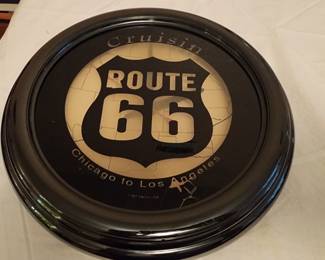 Cruisin
ROUTE
66
Chicago to Los Angeles